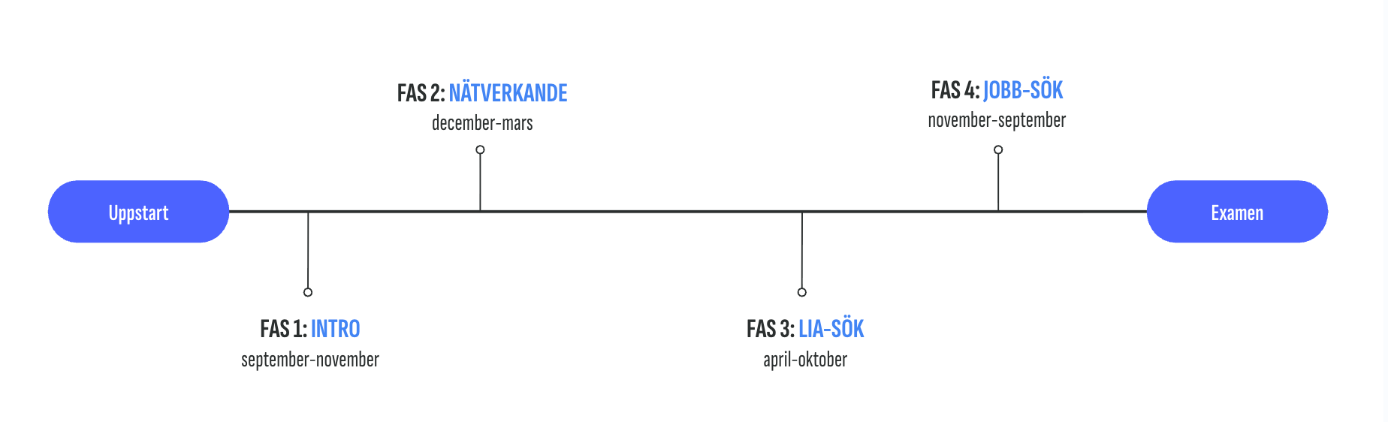 FAS 2: NÄTVERKANDE
december-mars
FAS 4: JOBB-SÖK
november-september
Uppstart
Examen
FAS 1: INTRO
september-november
FAS 3: LIA-SÖK
april-oktober